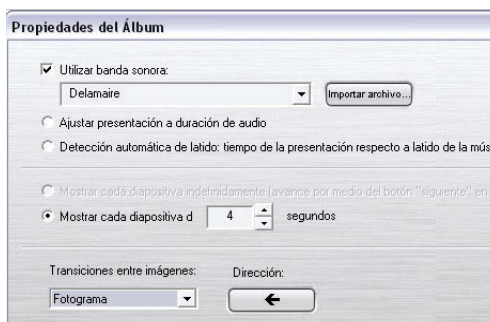 Propiedades del Álbum
Utilizar banda sonora:
Delamaire
Importar archivo...
Ajustar presentación a duración de audio
Detección automática de latido: tiempo de la presentación respecto a latido de la mús
Mostrar cada diapositiva indefinidamente (avance por medio del botón "siguiente" en
Mostrar cada diapositiva d 4 segundos
Transiciones entre imágenes: Dirección:
Fotograma